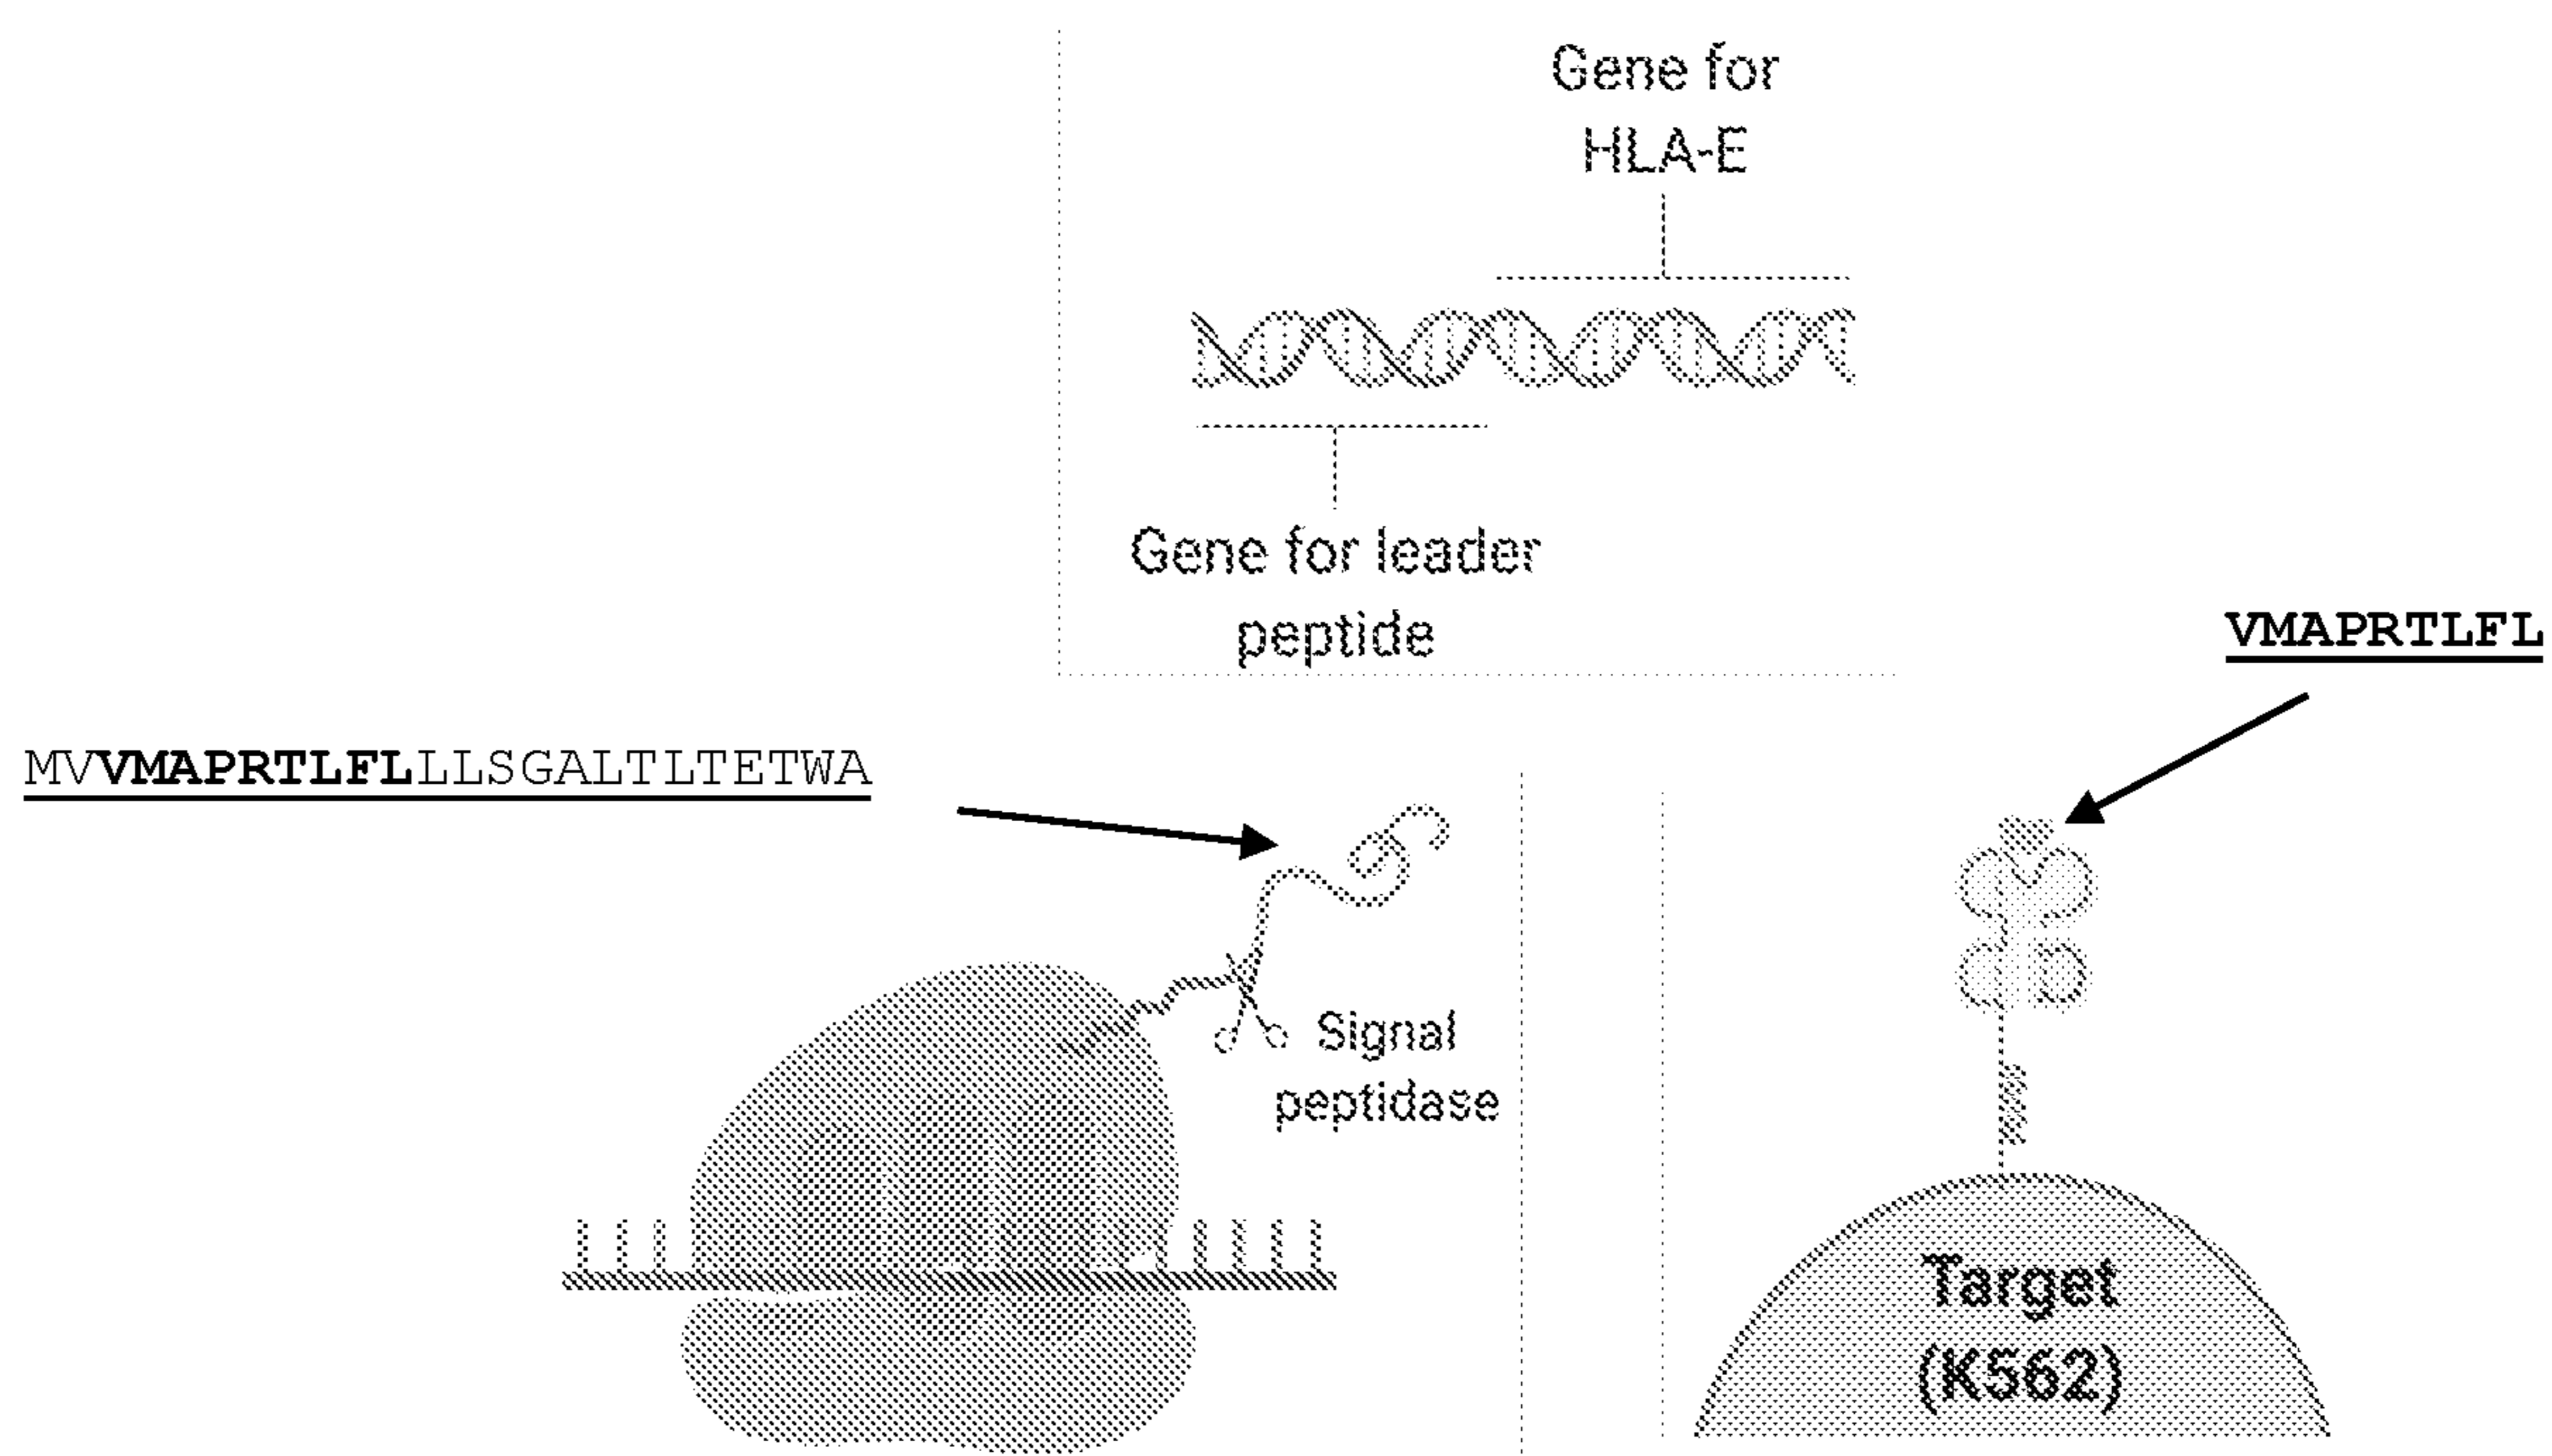 Gene for
HLA-E
Gene for leader
peptide
VMAPRTLFL
MVVMAPRTLFLLLSGALTLTETWA
Signal
peptidase
Target
(K562)